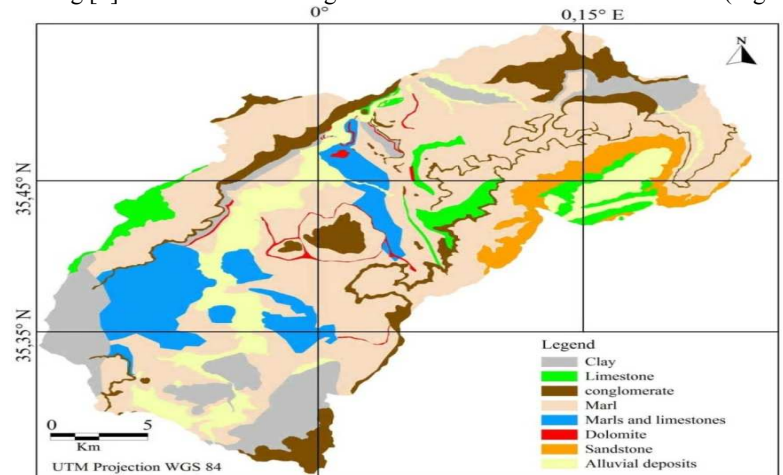 0°
0,15° E
N
35,45° N
35,35° N
Legend
Clay
Limestone
conglomerate
Marl
Marls and limestones
Dolomite
Sandstone
Alluvial deposits
0 5
Km
UTM Projection WGS 84